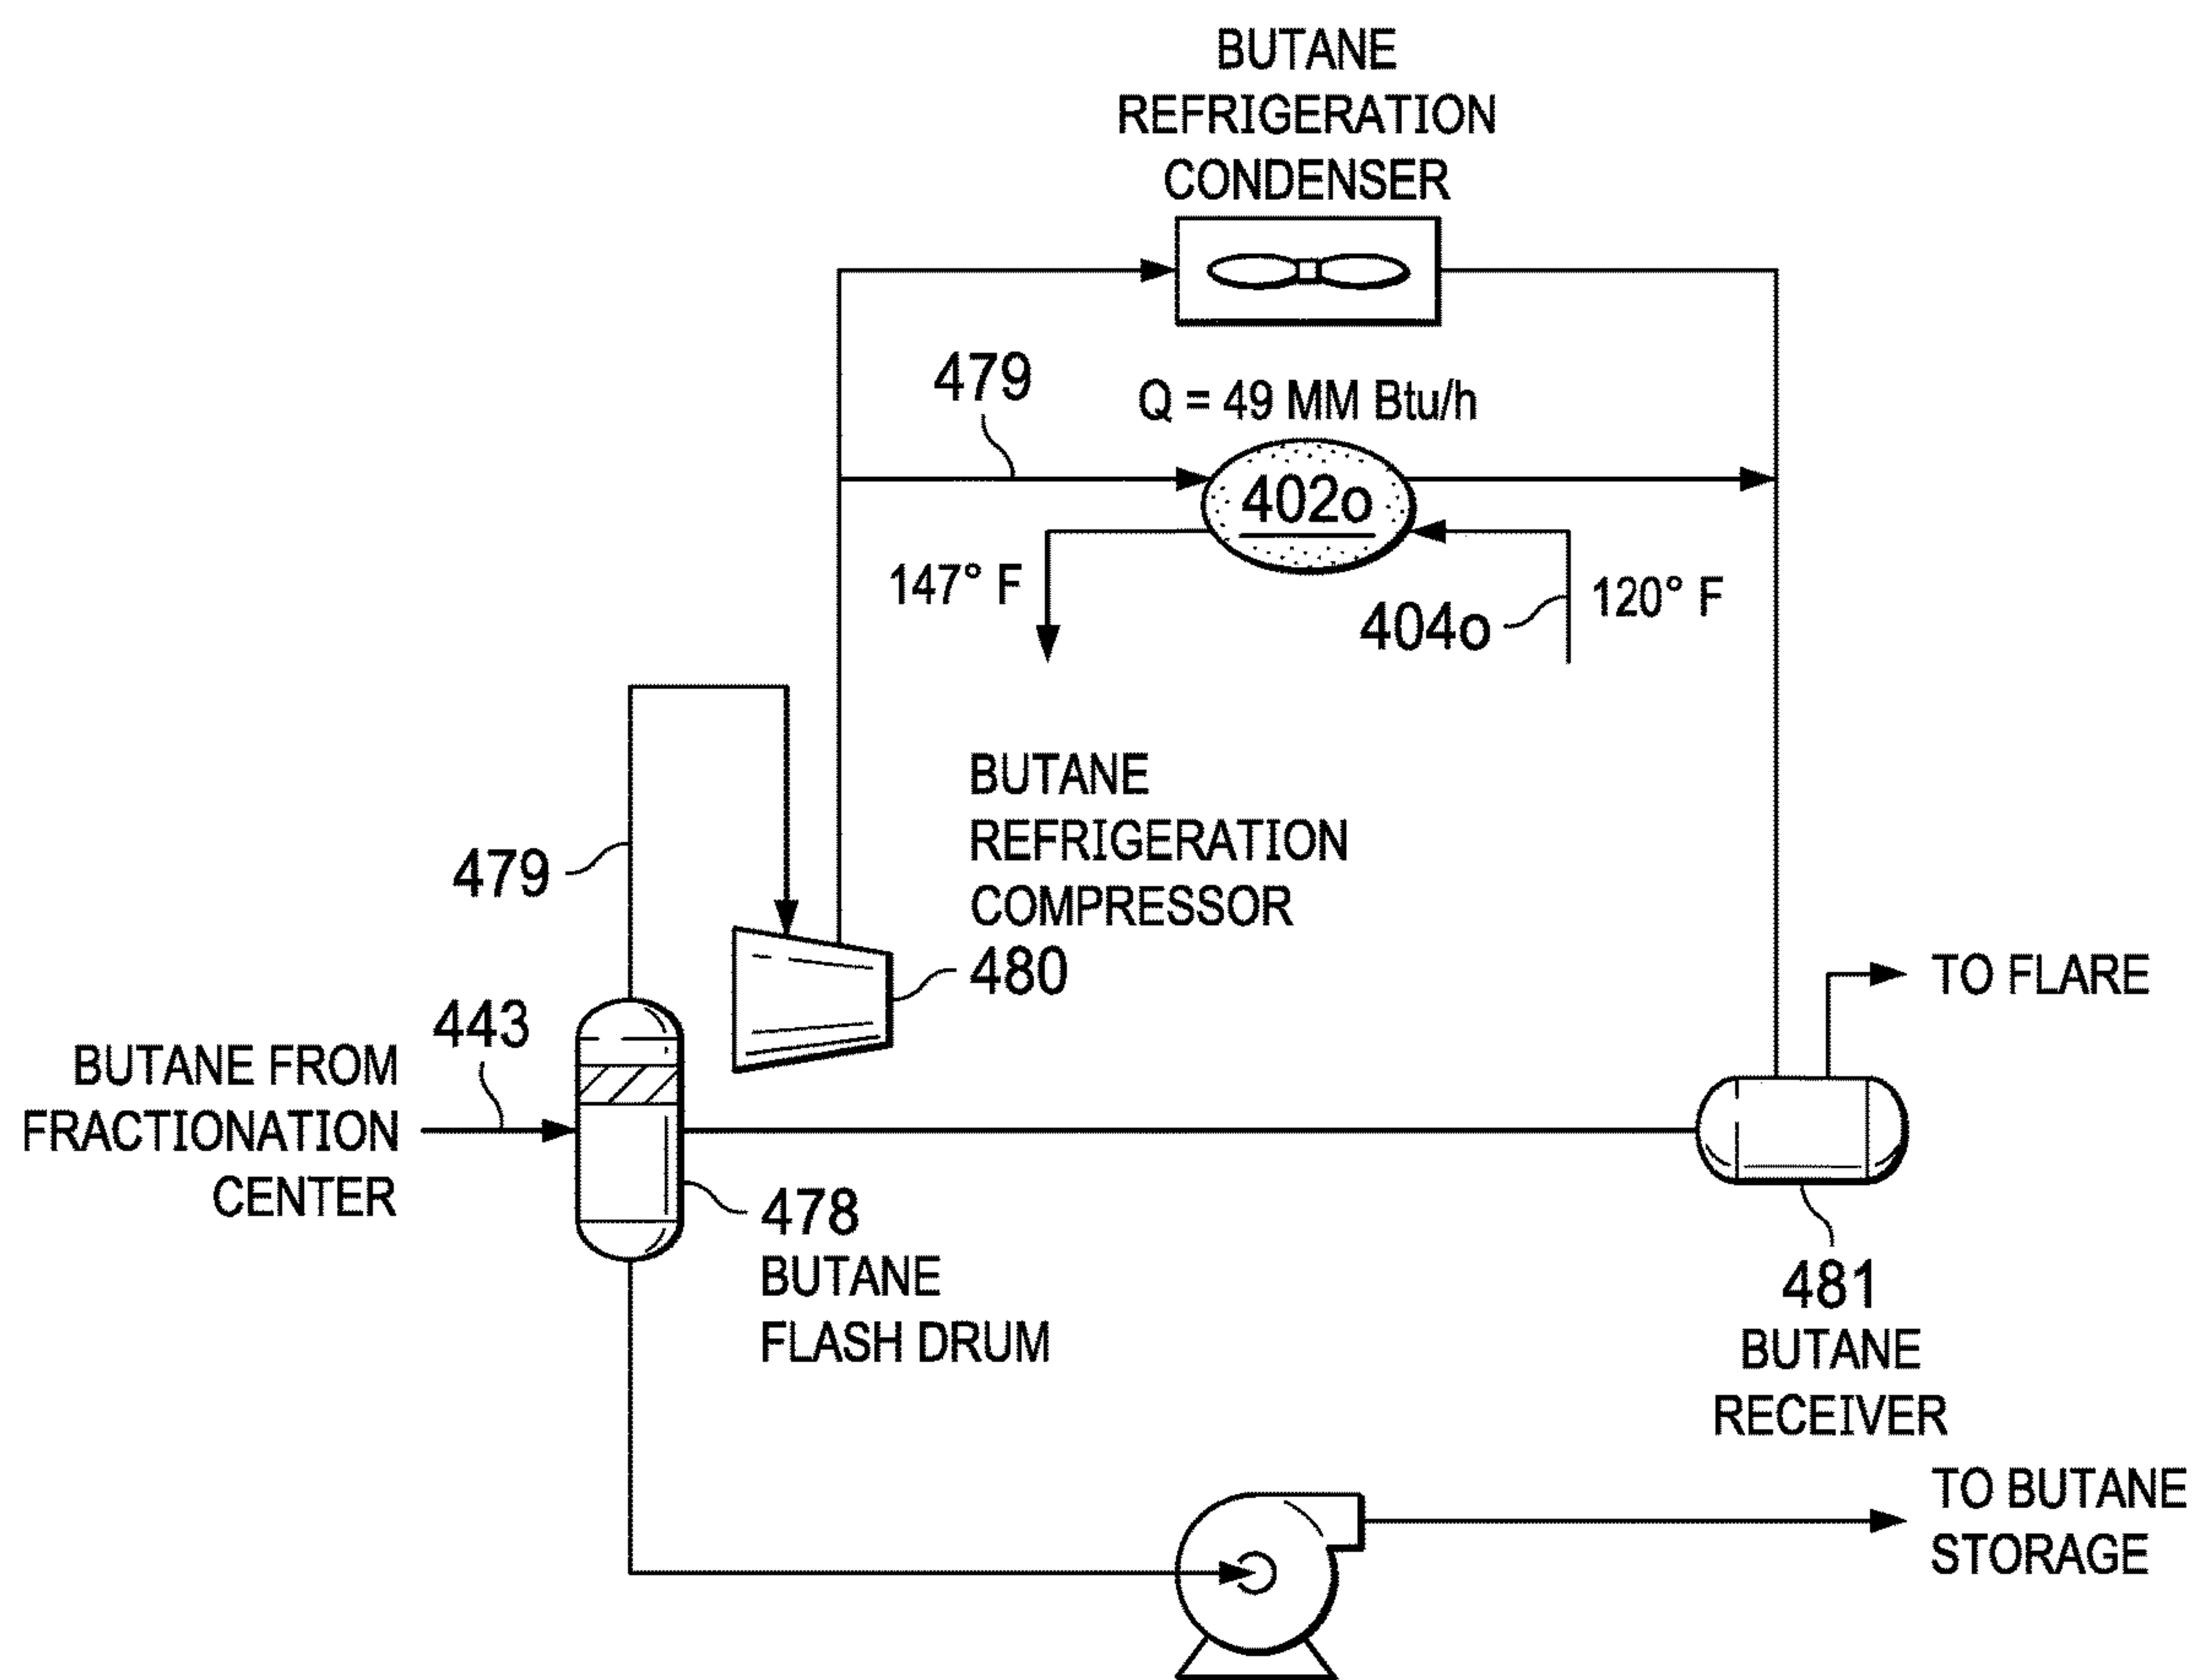 BUTANE
REFRIGERATION
CONDENSER
479
Q = 49 MM Btu/h
402o
147° F
404o
120° F
BUTANE
REFRIGERATION
COMPRESSOR
480
479
443
BUTANE FROM
FRACTIONATION
CENTER
TO FLARE
478
BUTANE
FLASH DRUM
481
BUTANE
RECEIVER
TO BUTANE
STORAGE